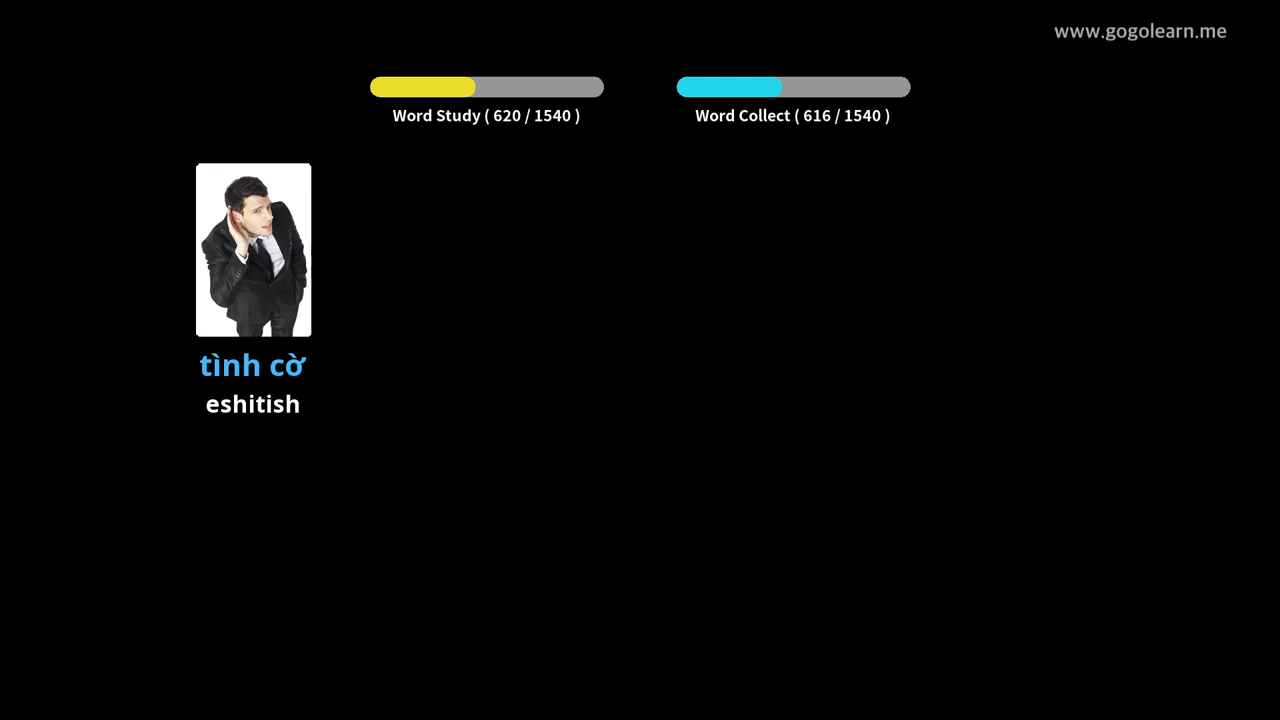 www.gogolearn.me
Word Study ( 620 / 1540 )
Word Collect ( 616 / 1540 )
tình cờ
eshitish